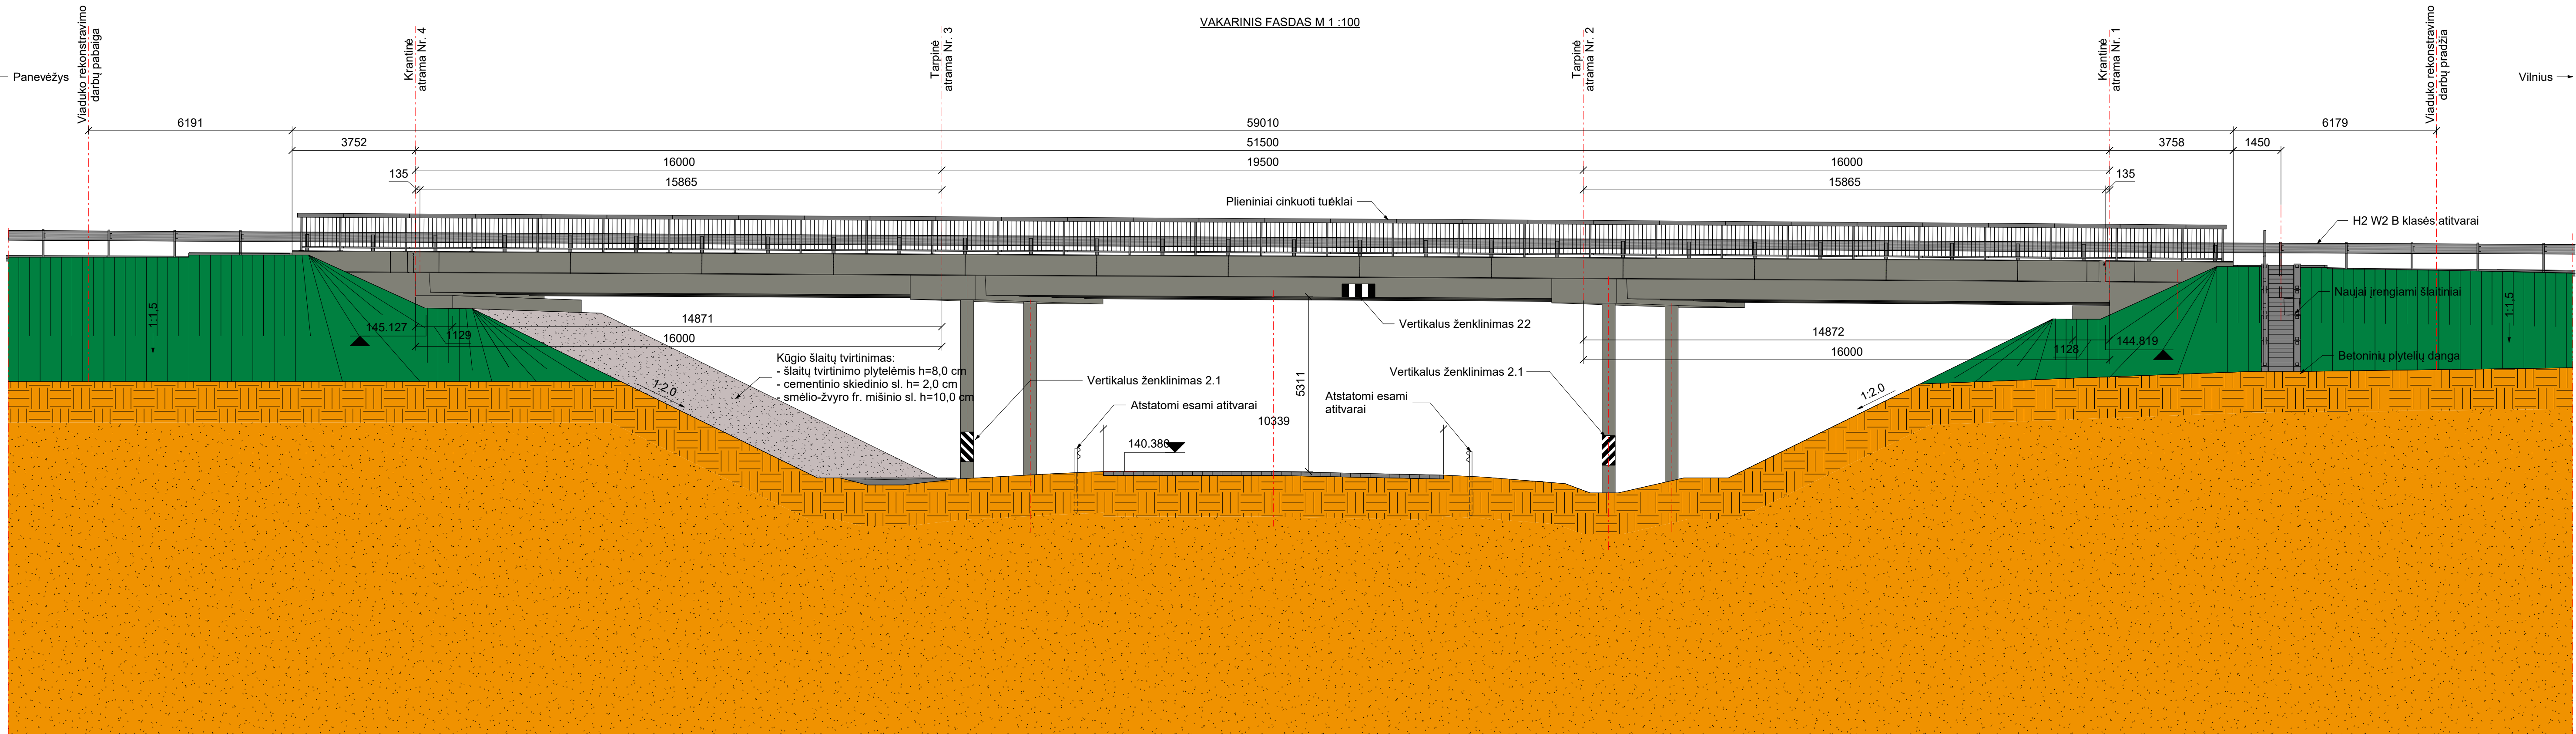 VAKARINIS FASDAS M 1 :100
Viaduko rekonstravimo
darbų pabaiga
Krantinė
atrama Nr. 4
Tarpinė
atrama Nr. 3
Tarpinė
atrama Nr. 2
Krantinė
atrama Nr. 1
Viaduko rekonstravimo
darbų pradžia
Panevėžys
Vilnius
6191
59010
6179
3752
51500
3758
1450
16000
19500
16000
135
15865
15865
135
Plieniniai cinkuoti turėklai
H2 W2 B klasės atitvarai
Naujai įrengiami šlaitiniai
1:1,5
1:1,5
145.127
1129
14871
16000
Vertikalus ženklinimas 22
14872
16000
1128
144.819
Betoninių plytelių danga
Kūgio šlaitų tvirtinimas:
- šlaitų tvirtinimo plytelėmis h=8,0 cm
- cementinio skiedinio sl. h= 2,0 cm
- smėlio-žvyro fr. mišinio sl. h=10,0 cm
1:2.0
Vertikalus ženklinimas 2.1
Atstatomi esami atitvarai
5311
Vertikalus ženklinimas 2.1
Atstatomi esami
atitvarai
1:2.0
10339
140.380